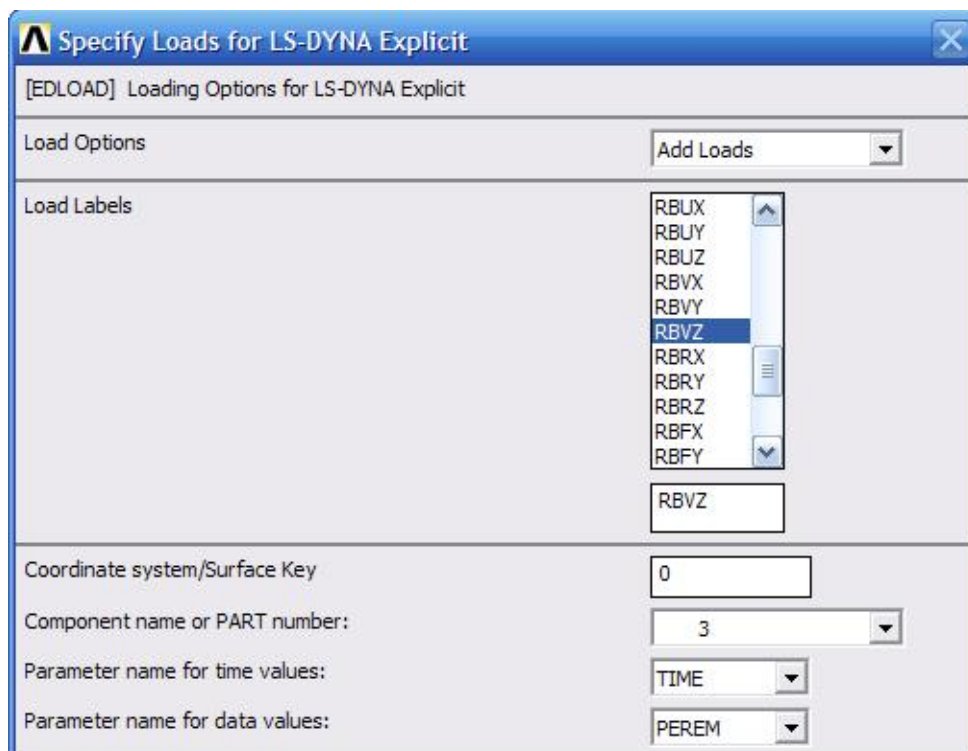 Specify Loads for LS-DYNA Explicit
[EDLOAD] Loading Options for LS-DYNA Explicit
Load Options
Add Loads
Load Labels
RBUX
RBUY
RBUZ
RBVX
RBVY
RBVZ
RBRX
RBRY
RBRZ
RBFX
RBFY
RBVZ
Coordinate system/Surface Key
0
Component name or PART number:
3
Parameter name for time values:
TIME
Parameter name for data values:
PEREM